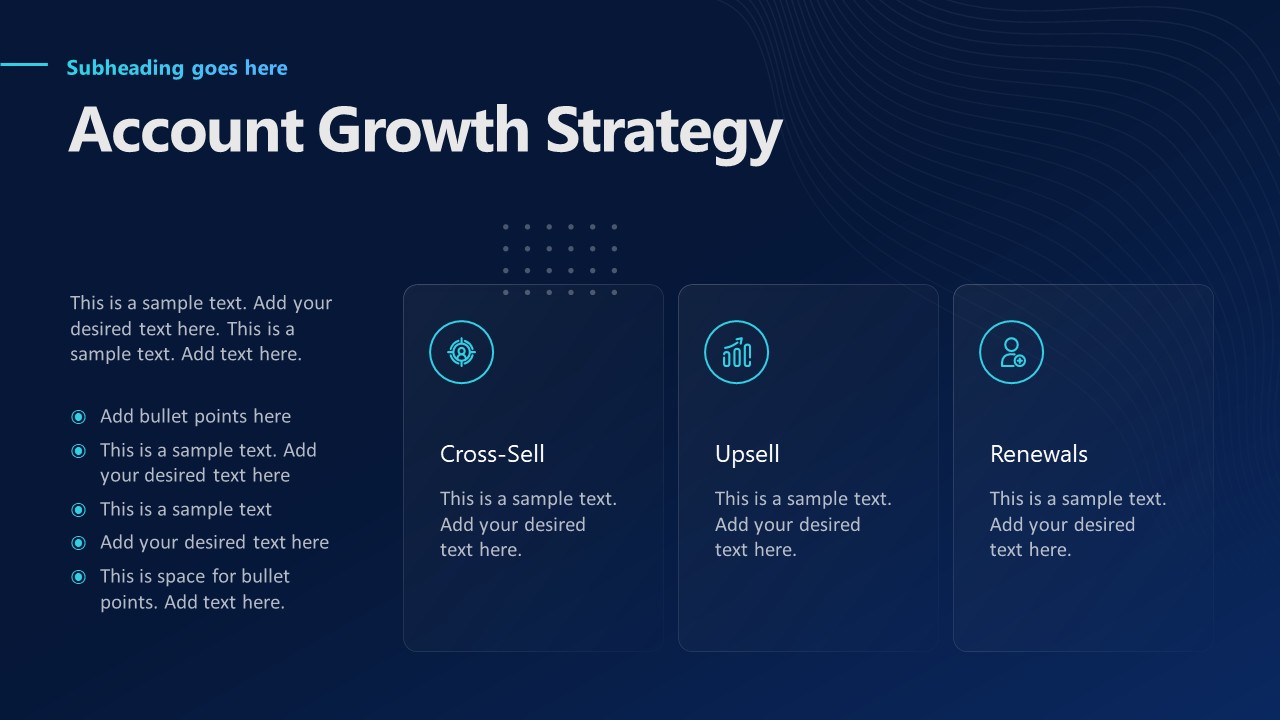 Subheading goes here
Account Growth Strategy
This is a sample text. Add your
desired text here. This is a
sample text. Add text here.
Add bullet points here
This is a sample text. Add
your desired text here
This is a sample text
Add your desired text here
This is space for bullet
points. Add text here.
Cross-Sell
This is a sample text.
Add your desired
text here.
Upsell
This is a sample text.
Add your desired
text here.
Renewals
This is a sample text.
Add your desired
text here.